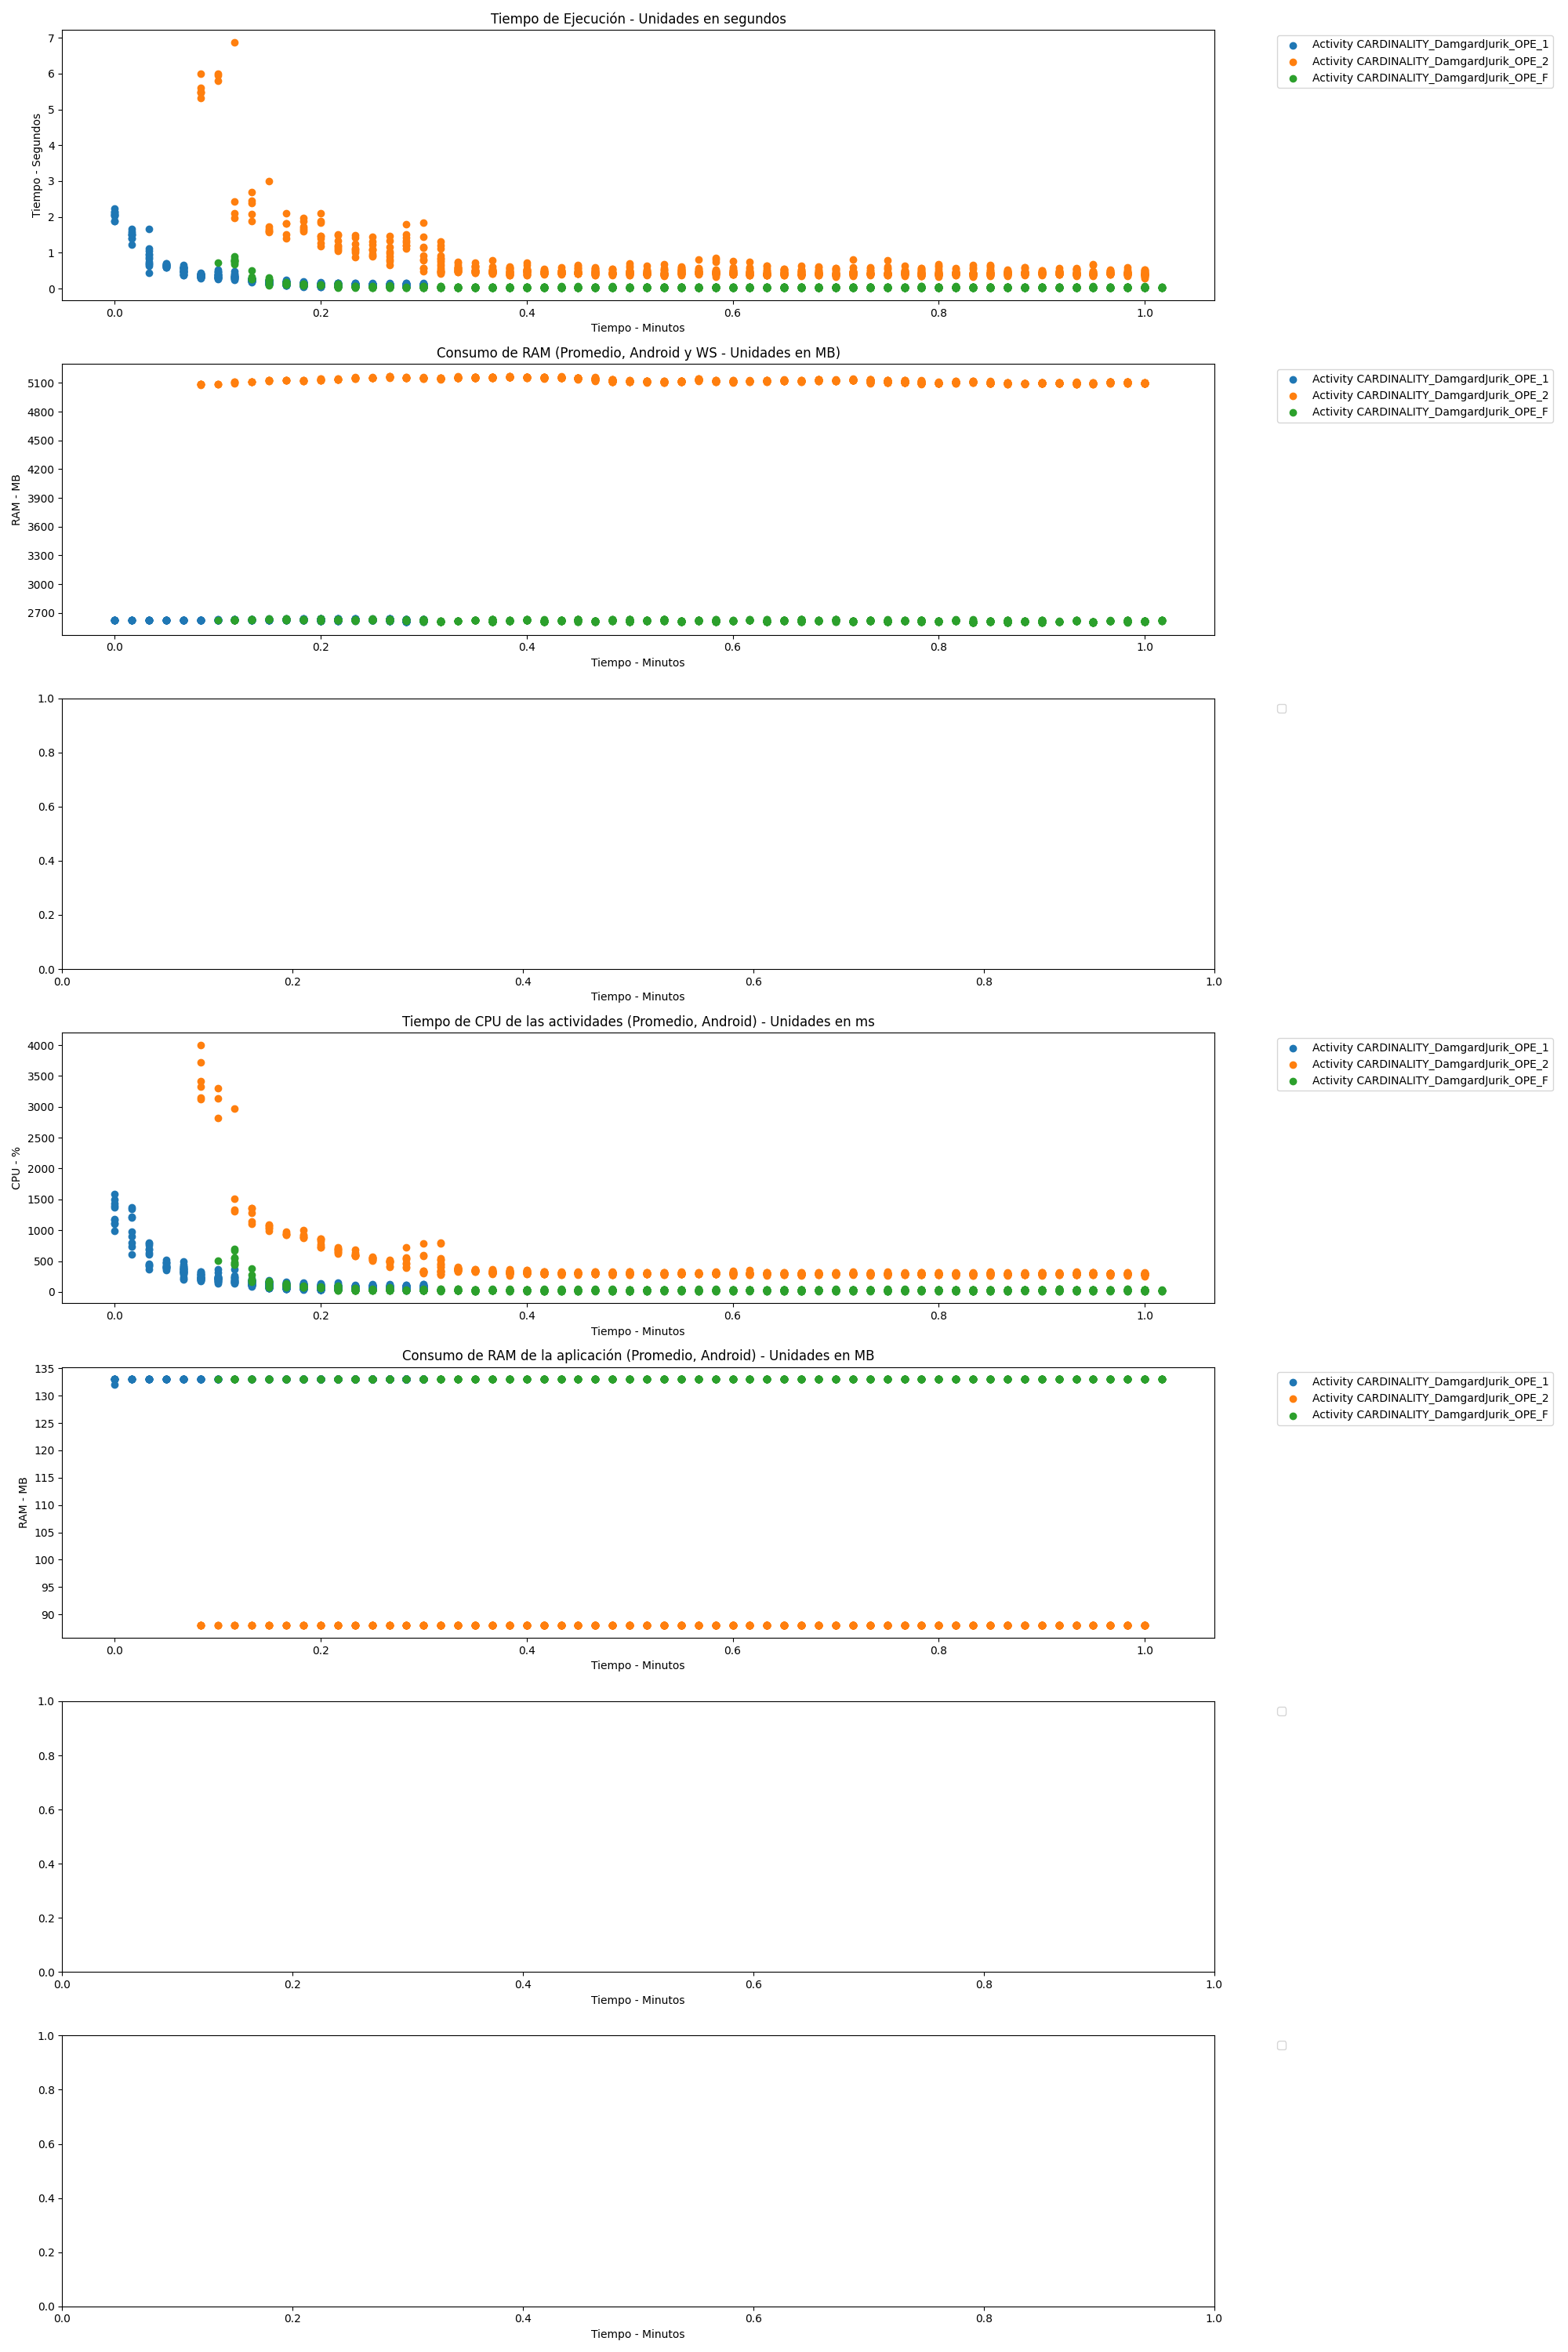 Tiempo de Ejecución - Unidades en segundos
7
6
5
4
3
2
1
0
Tiempo - Segundos
0.0 0.2 0.4 0.6 0.8 1.0
Tiempo - Minutos
Activity CARDINALITY_DamgardJurik_OPE_1
Activity CARDINALITY_DamgardJurik_OPE_2
Activity CARDINALITY_DamgardJurik_OPE_F
Consumo de RAM (Promedio, Android y WS - Unidades en MB)
5100
4800
4500
4200
3900
3600
3300
3000
2700
RAM - MB
0.0 0.2 0.4 0.6 0.8 1.0
Tiempo - Minutos
Activity CARDINALITY_DamgardJurik_OPE_1
Activity CARDINALITY_DamgardJurik_OPE_2
Activity CARDINALITY_DamgardJurik_OPE_F
1.0
0.8
0.6
0.4
0.2
0.0
0.0 0.2 0.4 0.6 0.8 1.0
Tiempo - Minutos
Tiempo de CPU de las actividades (Promedio, Android) - Unidades en ms
4000
3500
3000
2500
2000
1500
1000
500
0
CPU - %
0.0 0.2 0.4 0.6 0.8 1.0
Tiempo - Minutos
Activity CARDINALITY_DamgardJurik_OPE_1
Activity CARDINALITY_DamgardJurik_OPE_2
Activity CARDINALITY_DamgardJurik_OPE_F
Consumo de RAM de la aplicación (Promedio, Android) - Unidades en MB
135
130
125
120
115
110
105
100
95
90
RAM - MB
0.0 0.2 0.4 0.6 0.8 1.0
Tiempo - Minutos
Activity CARDINALITY_DamgardJurik_OPE_1
Activity CARDINALITY_DamgardJurik_OPE_2
Activity CARDINALITY_DamgardJurik_OPE_F
1.0
0.8
0.6
0.4
0.2
0.0
0.0 0.2 0.4 0.6 0.8 1.0
Tiempo - Minutos
1.0
0.8
0.6
0.4
0.2
0.0
0.0 0.2 0.4 0.6 0.8 1.0
Tiempo - Minutos